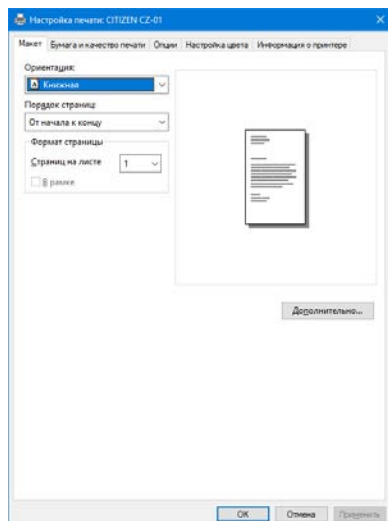 Настройка печати: CITIZEN CZ-01
Макет Бумага и качество печати Опции Настройка цвета Информация о принтере
Ориентация:
Книжная
Порядок страниц:
От начала к концу
Формат страницы
Страниц на листе 1
В рамке
Дополнительно...
OK Отмена Применить